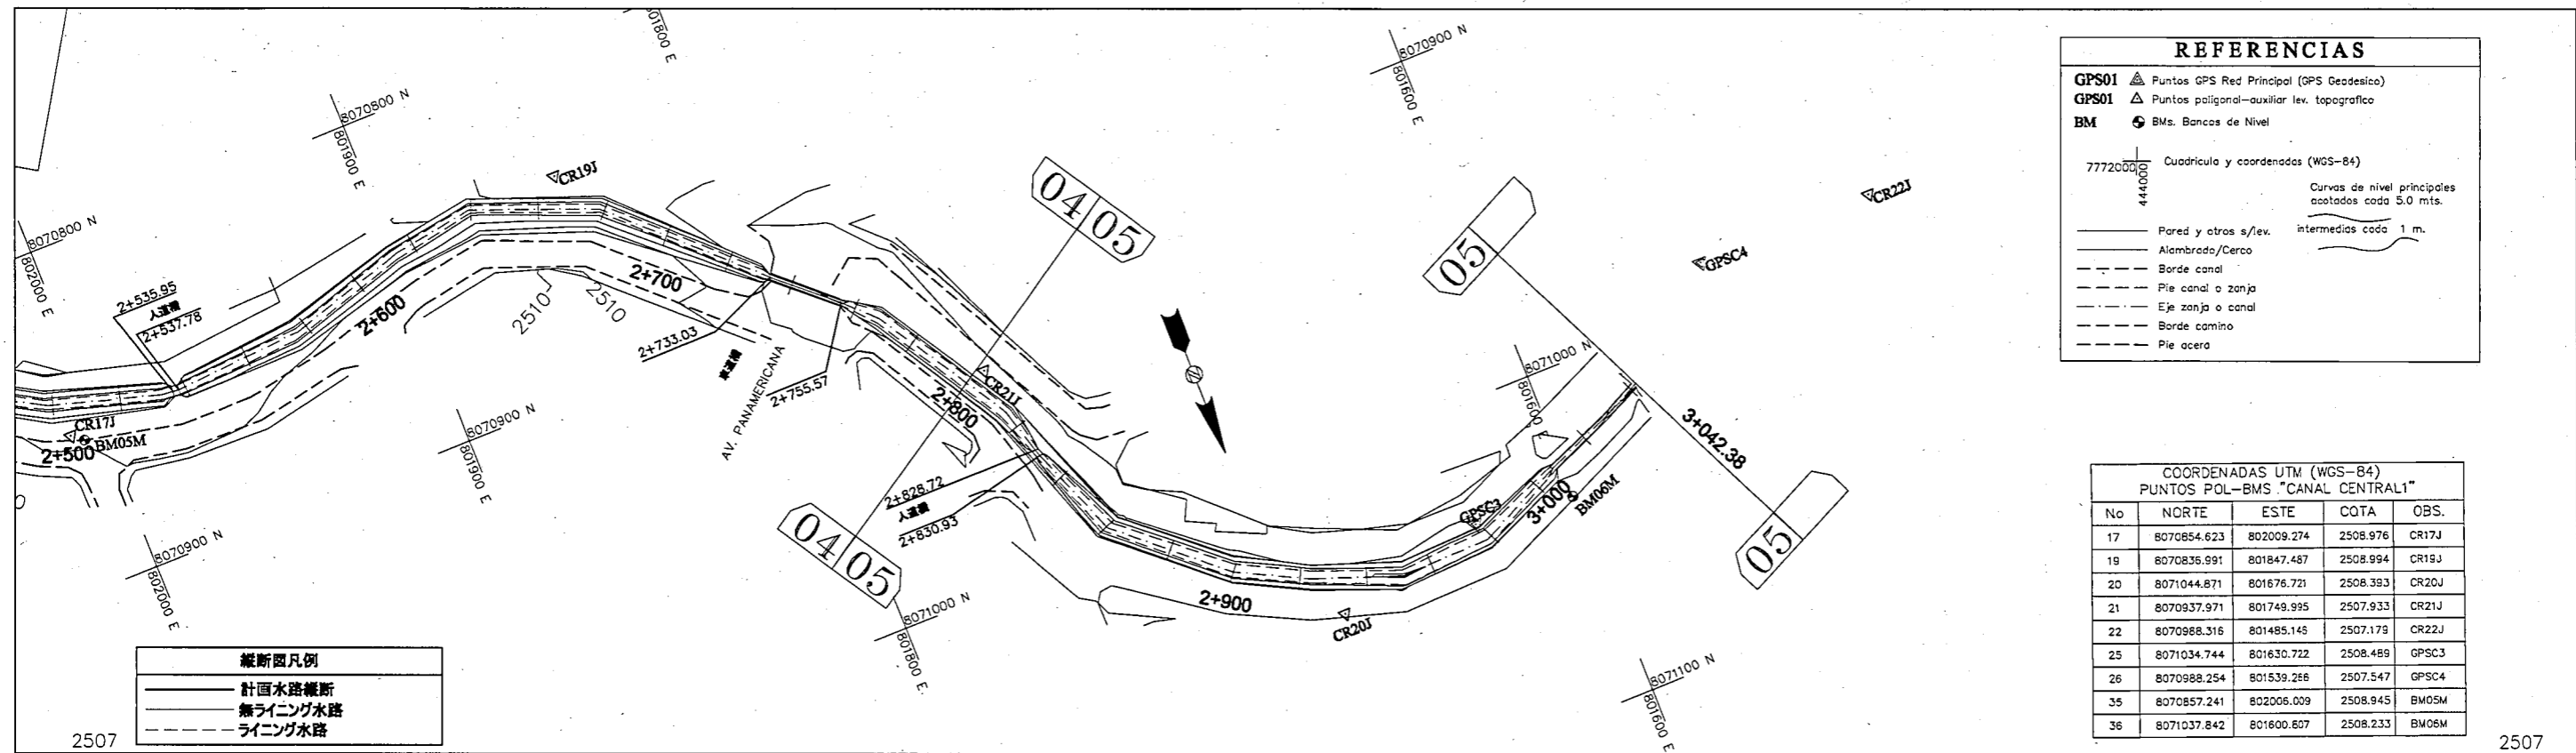 801800 E
8070900 N
801600 E
8070800 N
801900 E
CR19J
8070800 N
802000 E
04/05
05
CR22J
GPSC4
2+535.95
人道橋
2+537.78
2+600
2+700
2510
2510
2+733.03
車道橋
AV. PANAMERICANA
2+755.57
CR21J
2+800
8071000 N
801600 E
CR17J
BM05M
2+500
8070900 N
801900 E
2+828.72
人道橋
2+830.93
04/05
GPSC3
3+000
BM06M
3+042.38
05
8070900 N
802000 E
8071000 N
801800 E
2+900
CR20J
8071100 N
801600 E
縦断図凡例
計画水路縦断
無ライニング水路
ライニング水路
2507
REFERENCIAS
GPS01 Puntos GPS Red Principal (GPS Geodesico)
GPS01 Puntos poligonal-auxiliar lev. topografico
BM BMs. Bancos de Nivel
7772000
444000
Cuadricula y coordenadas (WGS-84)
Curvas de nivel principales
acotados cada 5.0 mts.
intermedias cada 1 m.
Pared y otros s/lev.
Alambrado/Cerco
Borde canal
Pie canal o zanja
Eje zanja o canal
Borde camino
Pie acera
COORDENADAS UTM (WGS-84)
PUNTOS POL-BMS ."CANAL CENTRAL1"
No NORTE ESTE COTA OBS.
17 8070854.623 802009.274 2508.976 CR17J
19 8070835.991 801847.487 2508.994 CR19J
20 8071044.871 801676.721 2508.393 CR20J
21 8070937.971 801749.995 2507.933 CR21J
22 8070988.316 801485.145 2507.179 CR22J
25 8071034.744 801630.722 2508.489 GPSC3
26 8070988.254 801539.266 2507.547 GPSC4
35 8070857.241 802006.009 2508.945 BM05M
36 8071037.842 801600.607 2508.233 BM06M
2507